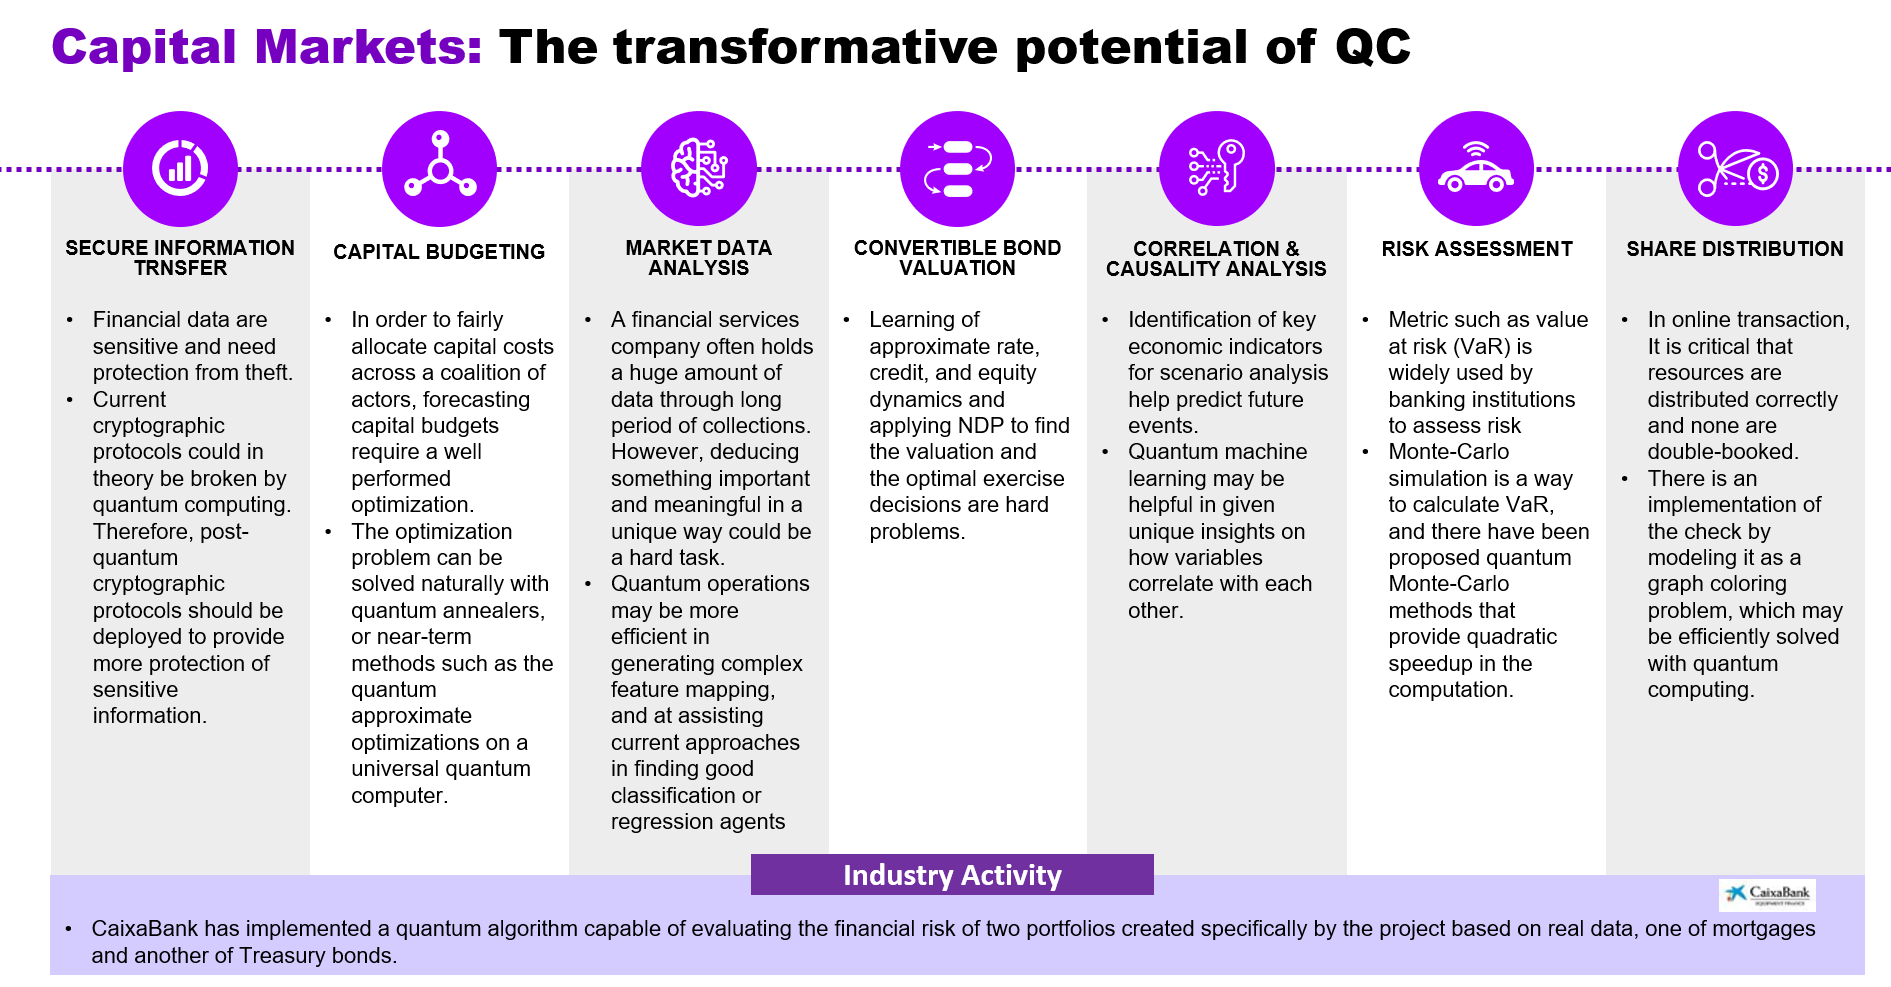 Capital Markets: The transformative potential of QC
SECURE INFORMATION
TRNSFER
• Financial data are
sensitive and need
protection from theft.
• Current
cryptographic
protocols could in
theory be broken by
quantum computing.
Therefore, post-
quantum
cryptographic
protocols should be
deployed to provide
more protection of
sensitive
information.
CAPITAL BUDGETING
• In order to fairly
allocate capital costs
across a coalition of
actors, forecasting
capital budgets
require a well
performed
optimization.
• The optimization
problem can be
solved naturally with
quantum annealers,
or near-term
methods such as the
quantum
approximate
optimizations on a
universal quantum
computer.
MARKET DATA
ANALYSIS
• A financial services
company often holds
a huge amount of
data through long
period of collections.
However, deducing
something important
and meaningful in a
unique way could be
a hard task.
• Quantum operations
may be more
efficient in
generating complex
feature mapping,
and at assisting
current approaches
in finding good
classification or
regression agents
CONVERTIBLE BOND
VALUATION
• Learning of
approximate rate,
credit, and equity
dynamics and
applying NDP to find
the valuation and
the optimal exercise
decisions are hard
problems.
CORRELATION &
CAUSALITY ANALYSIS
• Identification of key
economic indicators
for scenario analysis
help predict future
events.
• Quantum machine
learning may be
helpful in given
unique insights on
how variables
correlate with each
other.
RISK ASSESSMENT
• Metric such as value
at risk (VaR) is
widely used by
banking institutions
to assess risk
• Monte-Carlo
simulation is a way
to calculate VaR,
and there have been
proposed quantum
Monte-Carlo
methods that
provide quadratic
speedup in the
computation.
$
SHARE DISTRIBUTION
• In online transaction,
It is critical that
resources are
distributed correctly
and none are
double-booked.
• There is an
implementation of
the check by
modeling it as a
graph coloring
problem, which may
be efficiently solved
with quantum
computing.
Industry Activity
CaixaBank
EQUIPMENT FINANCE
• CaixaBank has implemented a quantum algorithm capable of evaluating the financial risk of two portfolios created specifically by the project based on real data, one of mortgages
and another of Treasury bonds.